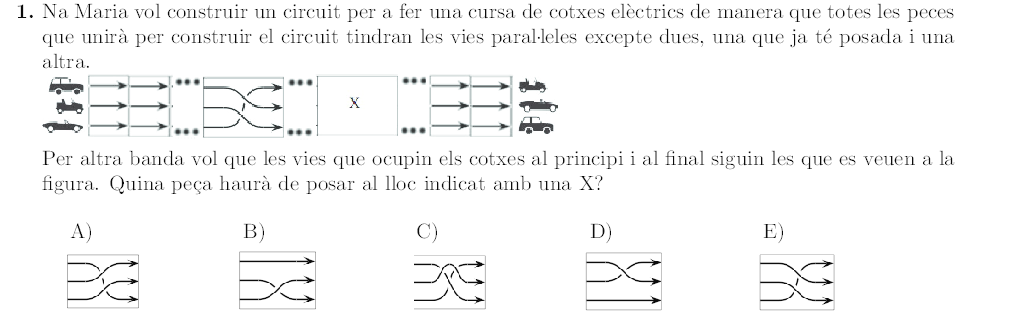 1. Na Maria vol construir un circuit per a fer una cursa de cotxes elèctrics de manera que totes les peces
que unirà per construir el circuit tindran les vies paral·leles excepte dues, una que ja té posada i una
altra.
X
Per altra banda vol que les vies que ocupin els cotxes al principi i al final siguin les que es veuen a la
figura. Quina peça haurà de posar al lloc indicat amb una X?
A) B) C) D) E)